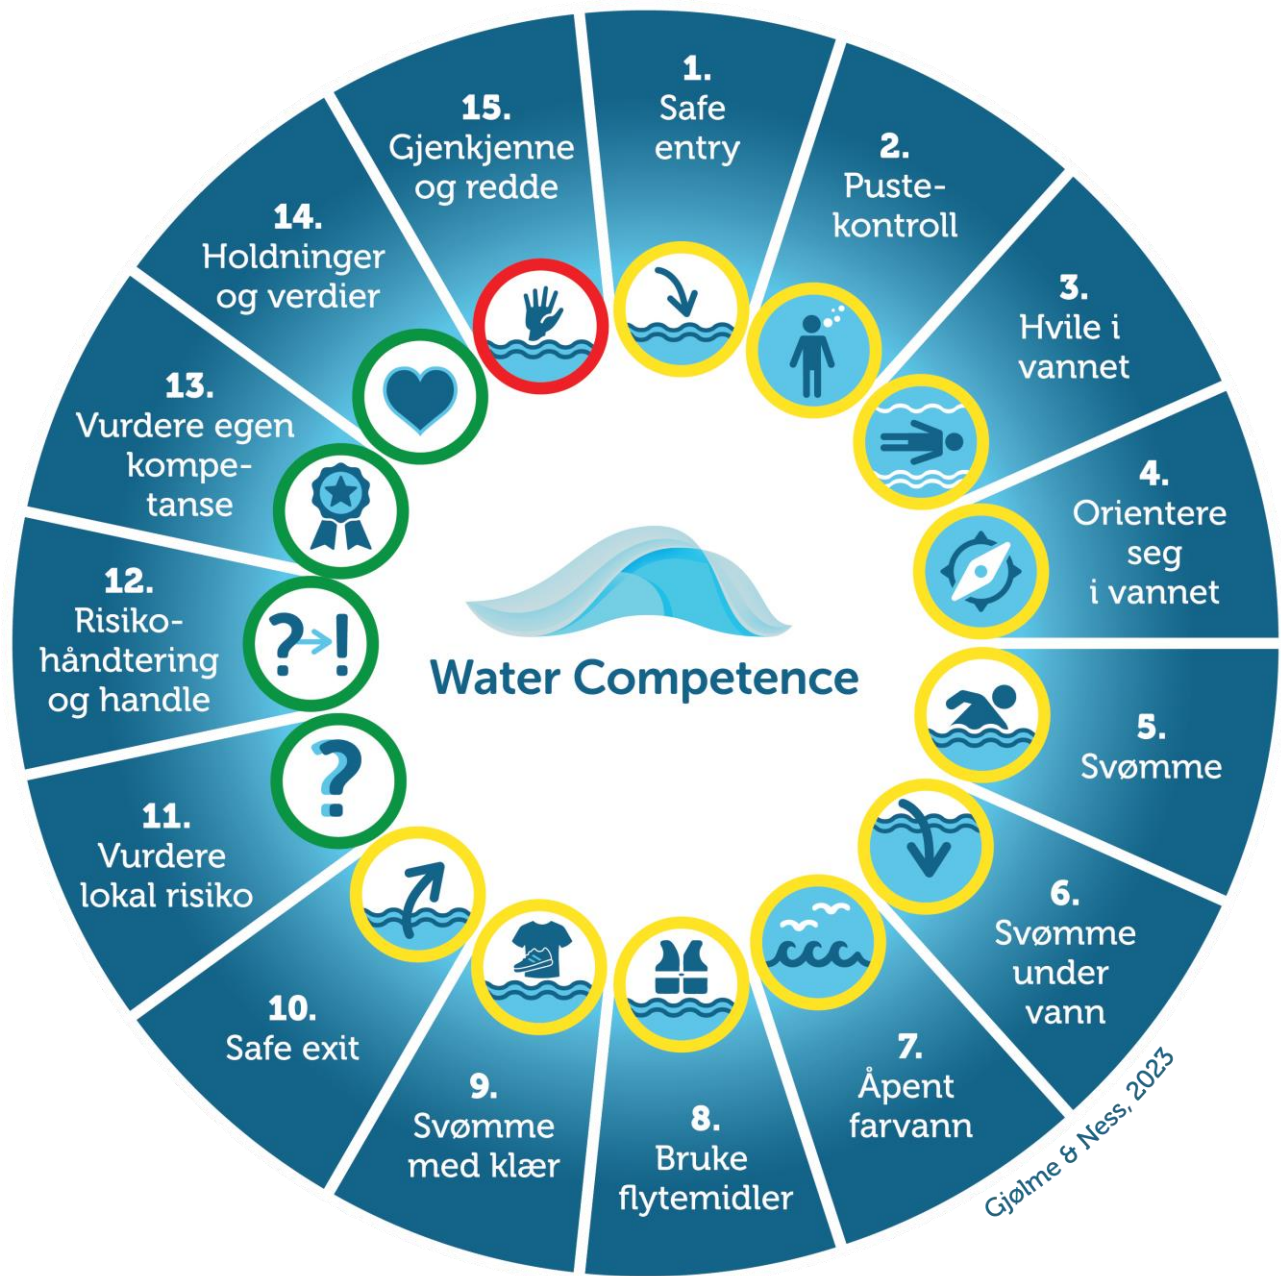 1.
Safe
entry
2.
Puste-
kontroll
3.
Hvile i
vannet
4.
Orientere
seg
i vannet
5.
Svømme
6.
Svømme
under
vann
7.
Åpent
farvann
8.
Bruke
flytemidler
9.
Svømme
med klær
10.
Safe exit
11.
Vurdere
lokal risiko
12.
Risiko-
håndtering
og handle
13.
Vurdere egen
kompe-
tanse
14.
Holdninger
og verdier
15.
Gjenkjenne
og redde
?→!
?
Water Competence
Gjølme & Ness, 2023